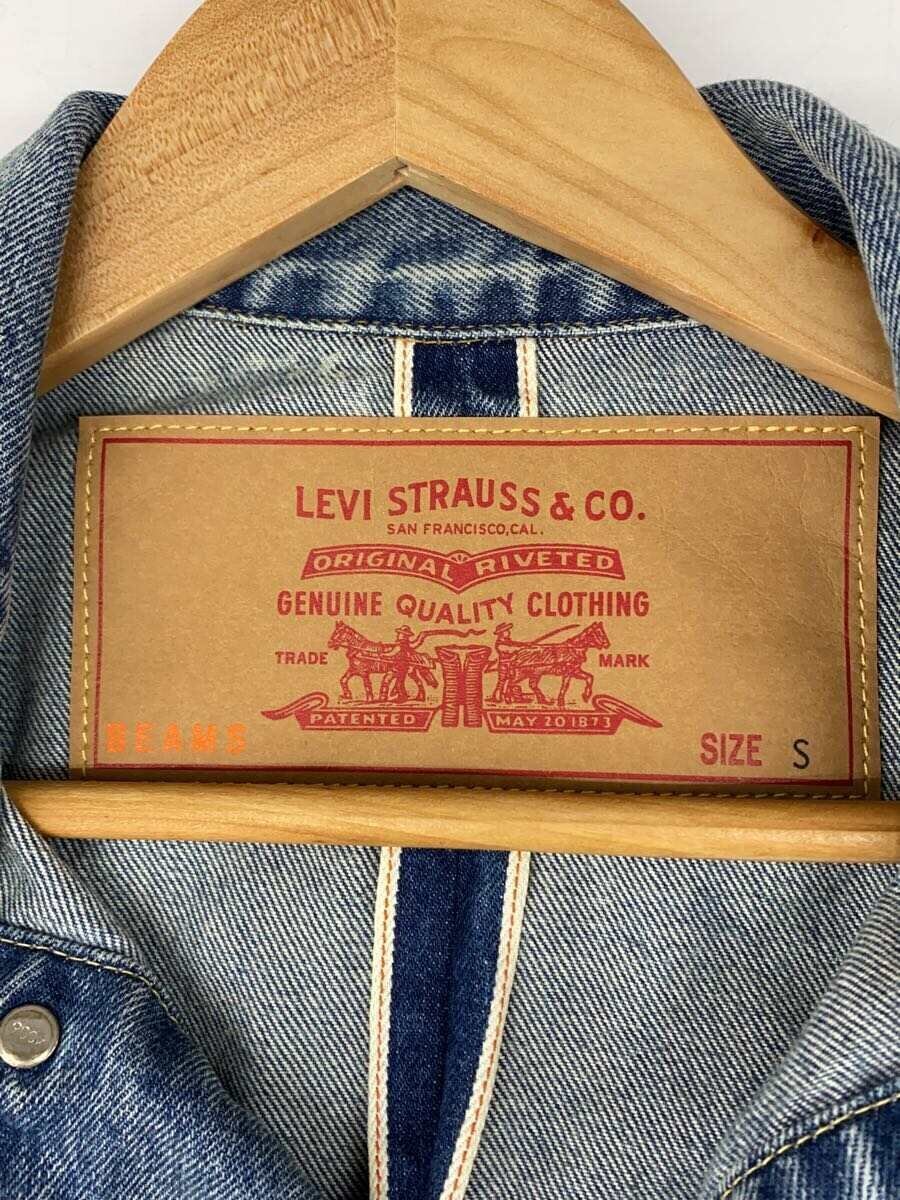 LEVI STRAUSS & CO.
SAN FRANCISCO, CAL.
ORIGINAL RIVETED
GENUINE QUALITY CLOTHING
TRADE MARK
PATENTED MAY 20 1873
BEAMS
SIZE S